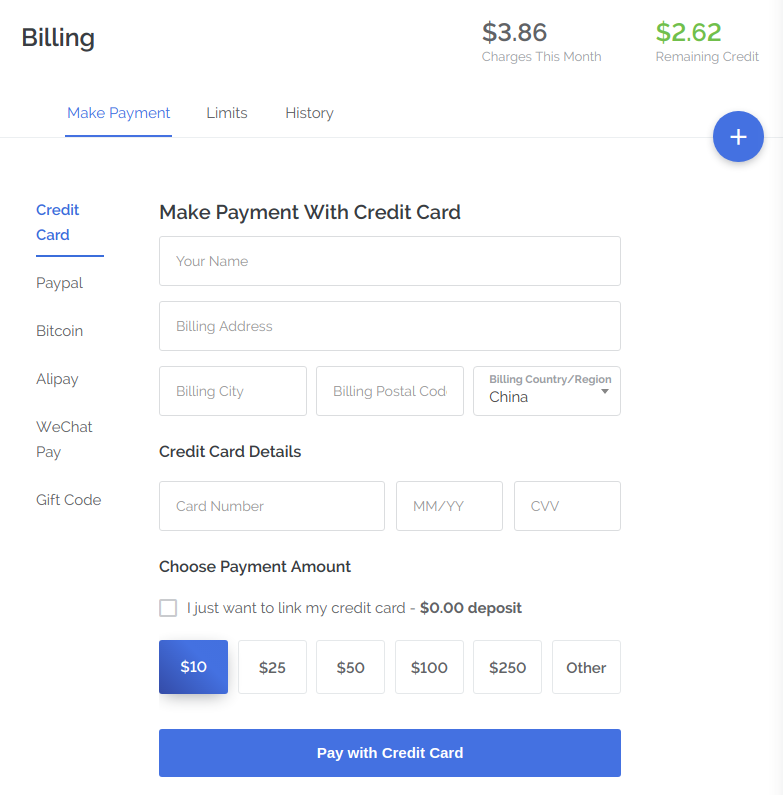 Billing
$3.86
Charges This Month
$2.62
Remaining Credit
Make Payment
Limits
History
+
Credit
Card
Paypal
Bitcoin
Alipay
WeChat
Pay
Gift Code
Make Payment With Credit Card
Your Name
Billing Address
Billing City
Billing Postal Cod
Billing Country/Region
China
Credit Card Details
Card Number
MM/YY
CVV
Choose Payment Amount
I just want to link my credit card - $0.00 deposit
$10
$25
$50
$100
$250
Other
Pay with Credit Card